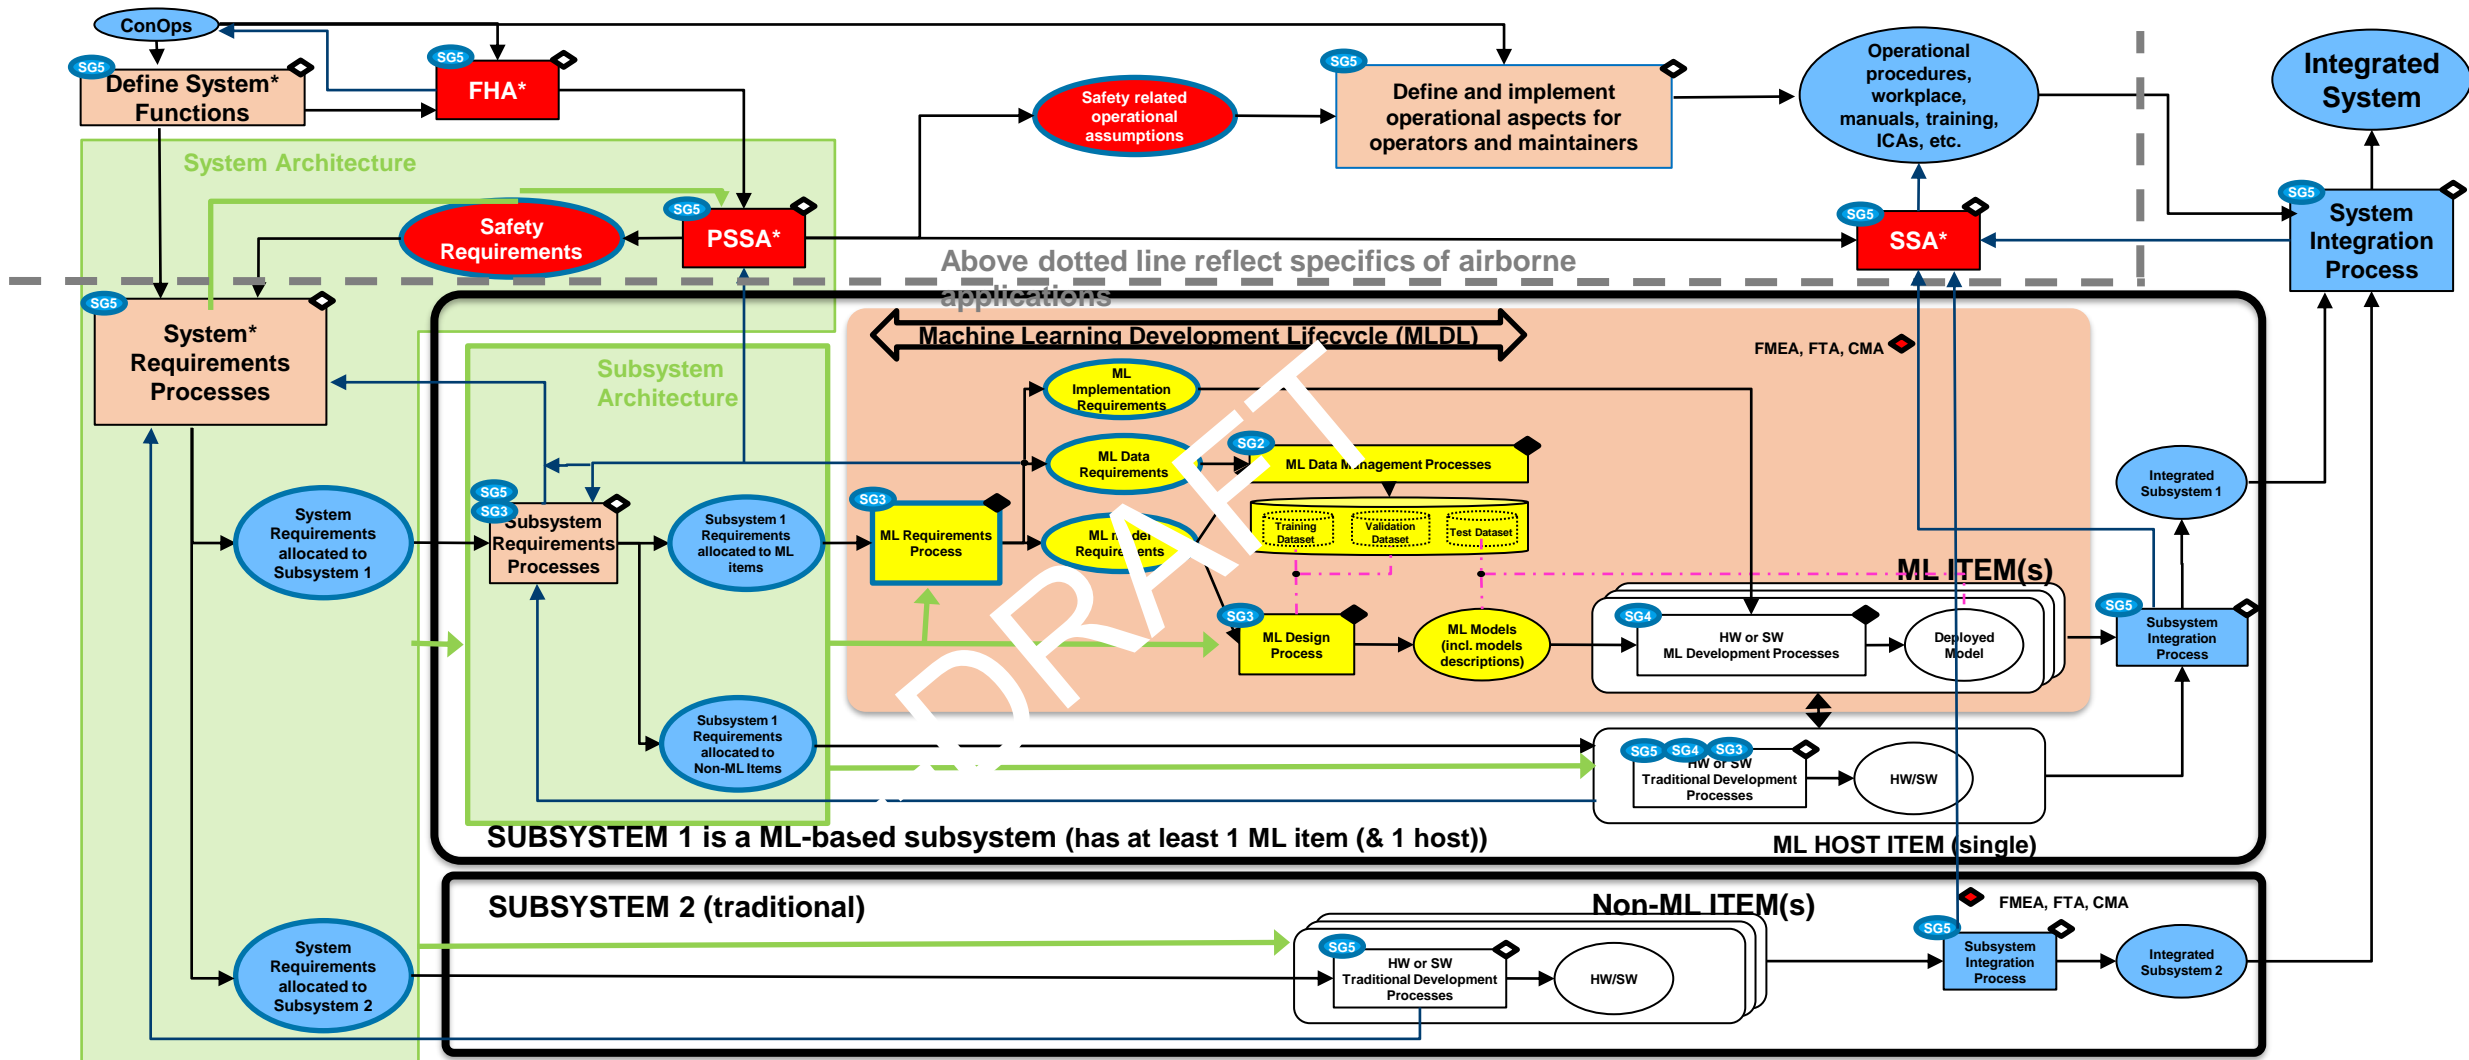 ConOps
SG5
Define System*
Functions
SG5
FHA*
Safety related
operational
assumptions
SG5
Define and implement
operational aspects for
operators and maintainers
Operational
procedures,
workplace,
manuals, training,
ICAs, etc.
Integrated
System
System Architecture
Safety
Requirements
SG5
PSSA*
SG5
SSA*
SG5
System
Integration
Process
Above dotted line reflect specifics of airborne
applications
SG5
System*
Requirements
Processes
Machine Learning Development Lifecycle (MLDL)
FMEA, FTA, CMA
Subsystem
Architecture
ML
Implementation
Requirements
ML Data
Requirements
SG2
ML Data Management Processes
Training
Dataset
Validation
Dataset
Test Dataset
System
Requirements
allocated to
Subsystem 1
SG5
SG3
Subsystem
Requirements
Processes
Subsystem 1
Requirements
allocated to ML
items
SG3
ML Requirements
Process
ML Model
Requirements
SG3
ML Design
Process
ML Models
(incl. models
descriptions)
ML ITEM(s)
SG4
HW or SW
ML Development Processes
Deployed
Model
SG5
Subsystem
Integration
Process
Integrated
Subsystem 1
Subsystem 1
Requirements
allocated to
Non-ML Items
SG5
SG4
SG3
HW or SW
Traditional Development
Processes
HW/SW
SUBSYSTEM 1 is a ML-based subsystem (has at least 1 ML item (& 1 host))
ML HOST ITEM (single)
DRAFT
SUBSYSTEM 2 (traditional)
Non-ML ITEM(s)
FMEA, FTA, CMA
System
Requirements
allocated to
Subsystem 2
SG5
HW or SW
Traditional Development
Processes
HW/SW
SG5
Subsystem
Integration
Process
Integrated
Subsystem 2